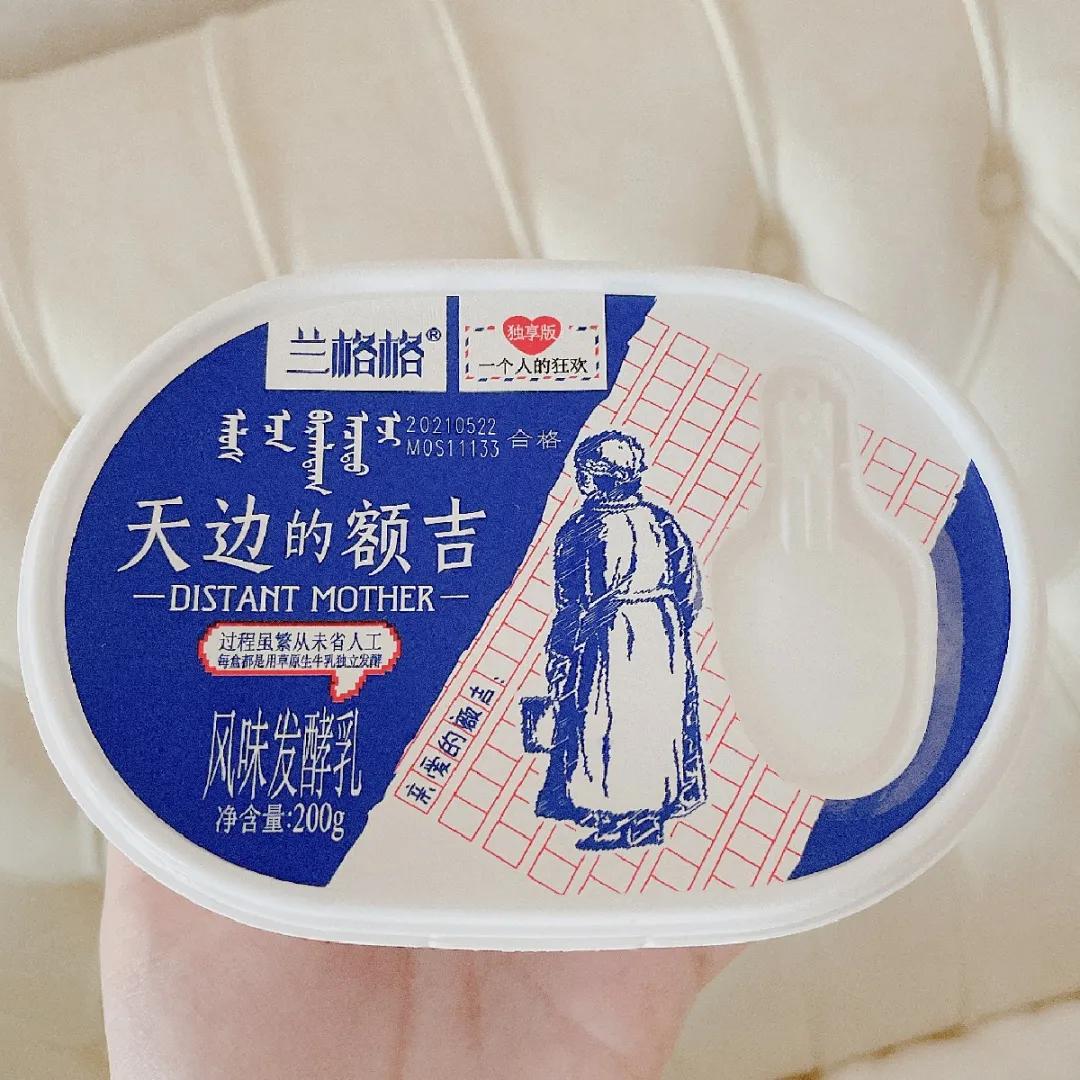 兰格格®
独享版
一个人的狂欢
20210522
MOS11133 合格
天边的额吉
DISTANT MOTHER
过程虽繁从未省人工
每盒都是用草原生牛乳独立发酵
风味发酵乳
净含量:200g
亲爱的额吉: